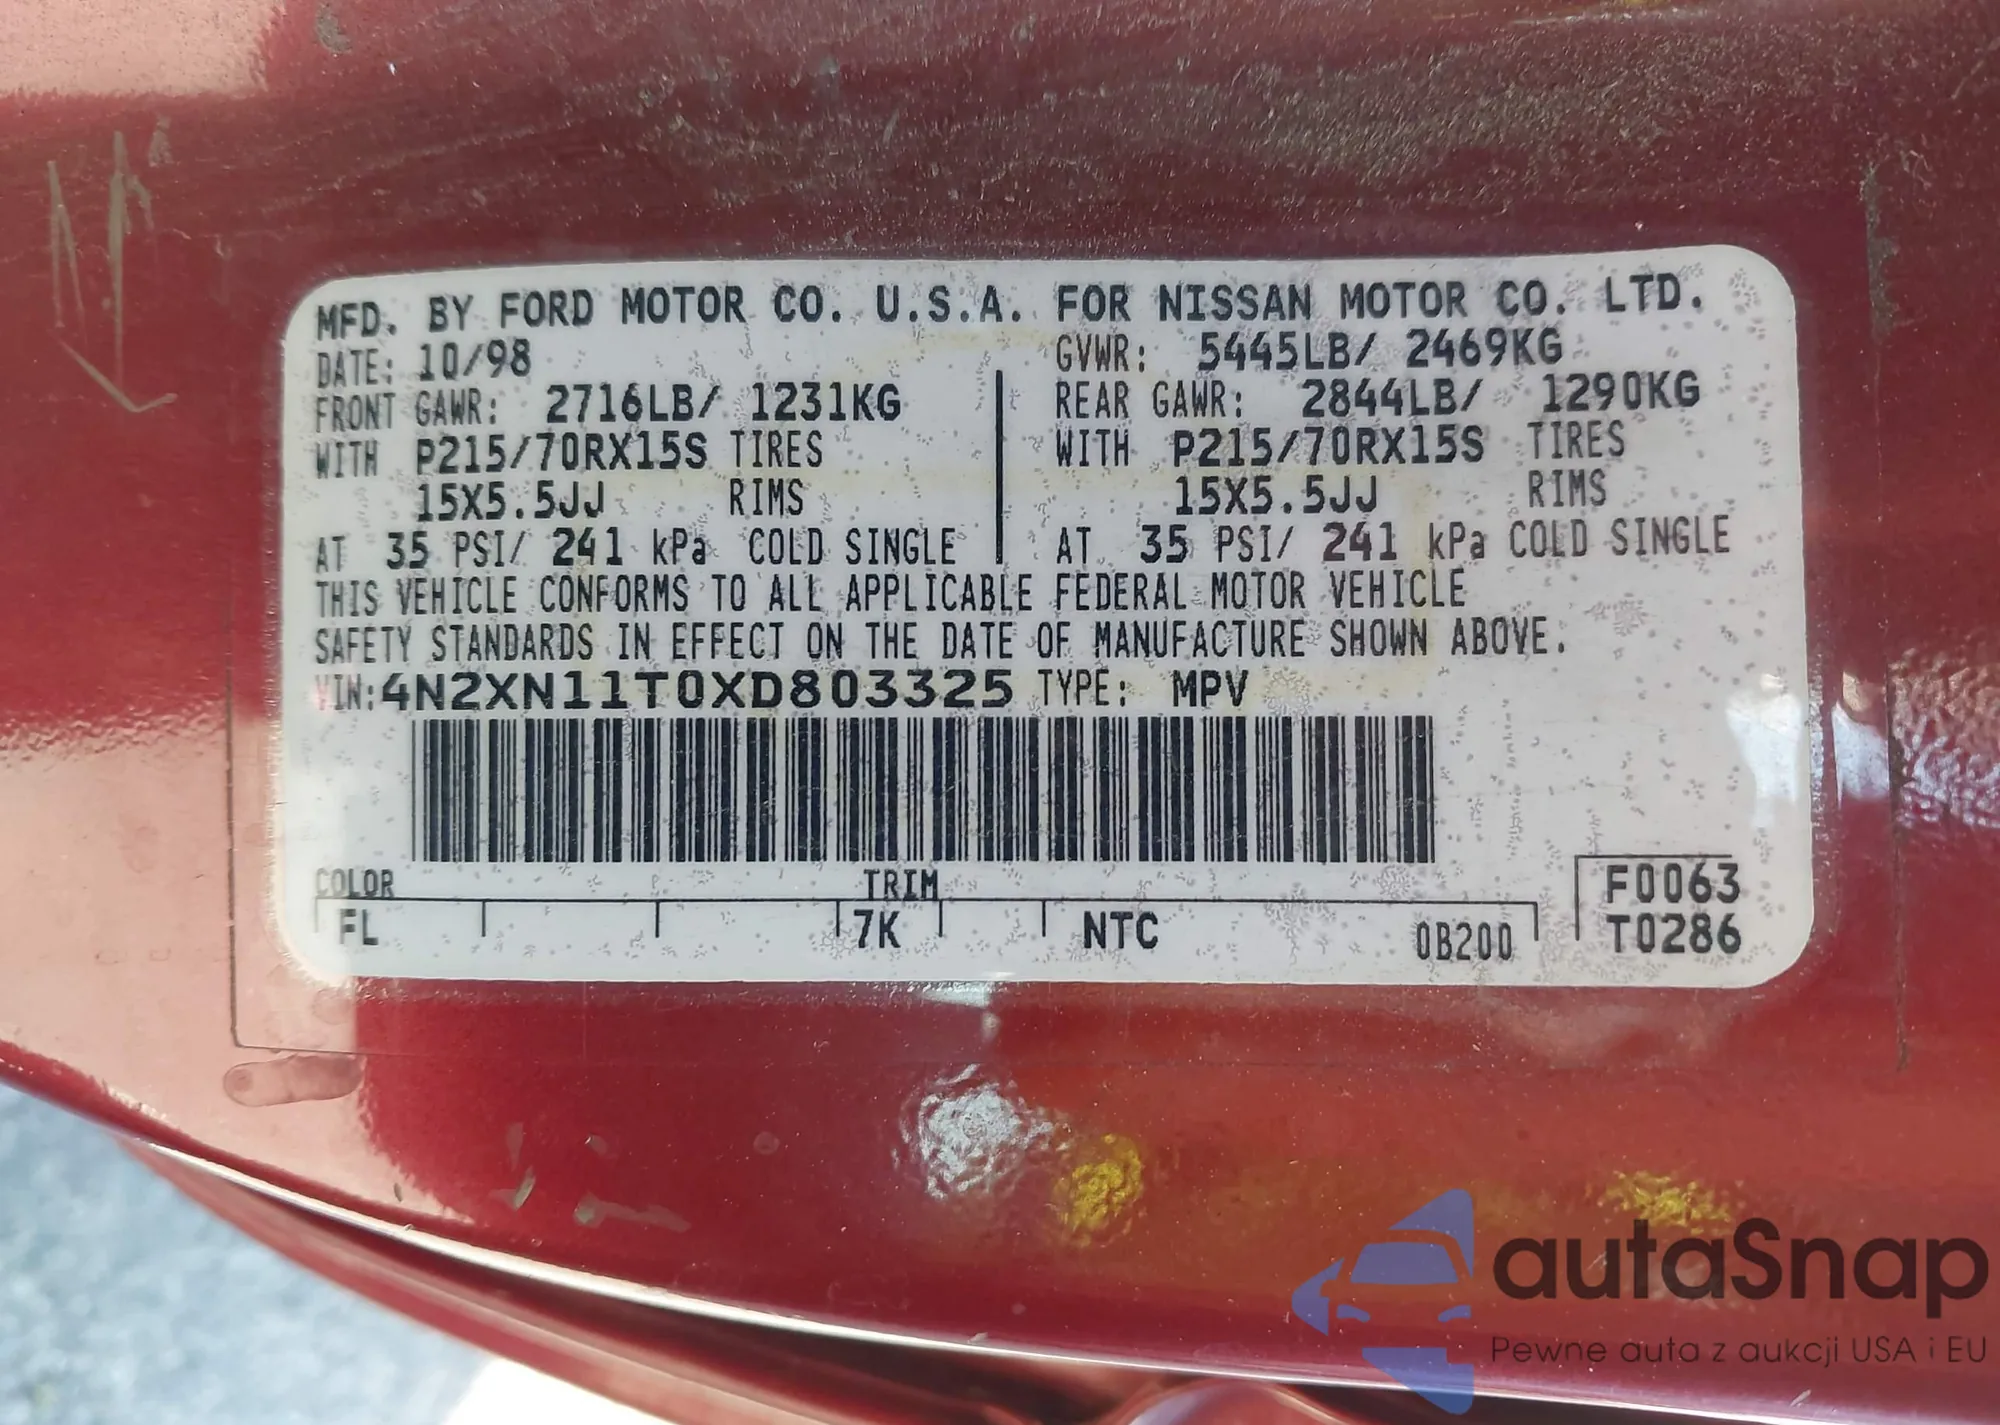 MFD. BY FORD MOTOR CO. U.S.A. FOR NISSAN MOTOR CO. LTD.
DATE: 10/98 GVWR: 5445LB/ 2469KG
FRONT GAWR: 2716LB/ 1231KG REAR GAWR: 2844LB/ 1290KG
WITH P215/70RX15S TIRES WITH P215/70RX15S TIRES
15X5.5JJ RIMS 15X5.5JJ RIMS
AT 35 PSI/ 241 kPa COLD SINGLE AT 35 PSI/ 241 kPa COLD SINGLE
THIS VEHICLE CONFORMS TO ALL APPLICABLE FEDERAL MOTOR VEHICLE
SAFETY STANDARDS IN EFFECT ON THE DATE OF MANUFACTURE SHOWN ABOVE.
VIN: 4N2XN11T0XD803325 TYPE: MPV
COLOR TRIM F0063
FL 7K NTC 0B200 T0286
autaSnap
Pewne auta z aukcji USA i EU